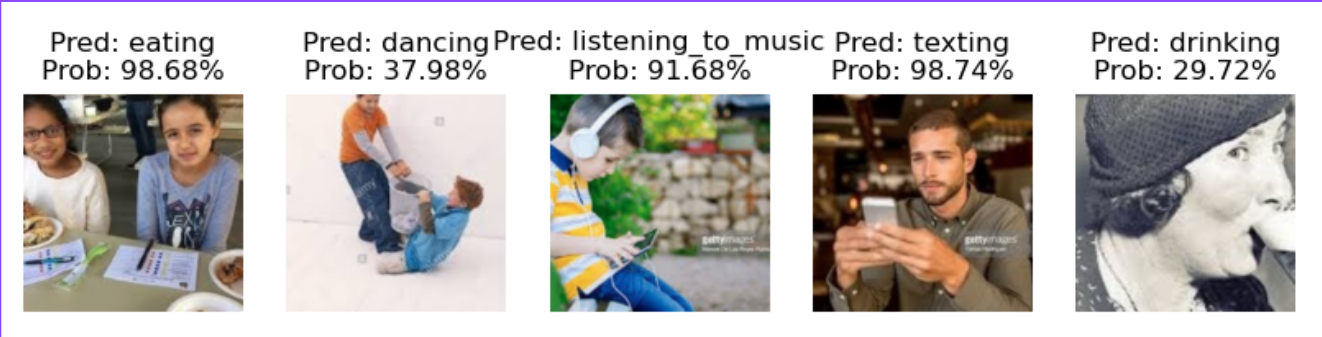 Pred: eating
Prob: 98.68%
Pred: dancing
Prob: 37.98%
Pred: listening_to_music
Prob: 91.68%
Pred: texting
Prob: 98.74%
Pred: drinking
Prob: 29.72%
gettyimages
gettyimages